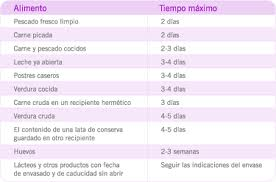 Alimento Tiempo máximo
Pescado fresco limpio 2 días
Carne picada 2 días
Carne y pescado cocidos 2-3 días
Leche ya abierta 3-4 días
Postres caseros 3-4 días
Verdura cocida 3-4 días
Carne cruda en un recipiente hermético 3 días
Verdura cruda 4-5 días
El contenido de una lata de conserva 4-5 días
guardado en otro recipiente
Huevos 2-3 semanas
Lácteos y otros productos con fecha Seguir las indicaciones del envase
de envasado y de caducidad sin abrir